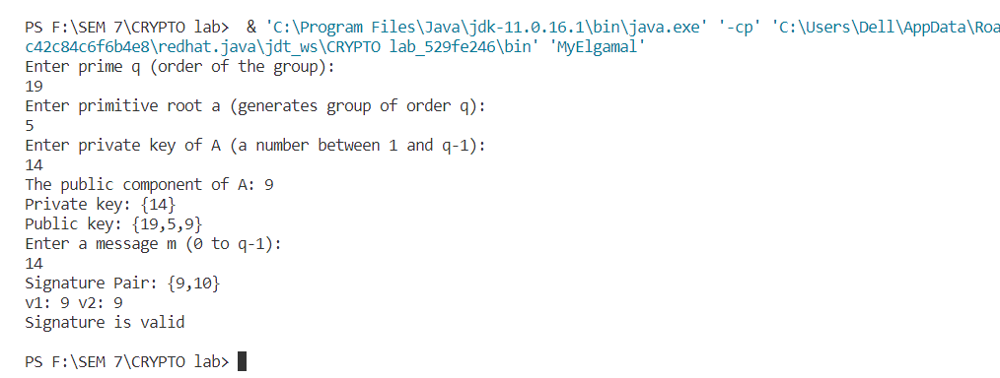 PS F:\SEM 7\CRYPTO lab>  & 'C:\Program Files\Java\jdk-11.0.16.1\bin\java.exe' '-cp' 'C:\Users\Dell\AppData\Roa
c42c84c6f6b4e8\redhat.java\jdt_ws\CRYPTO lab_529fe246\bin' 'MyElgamal'
Enter prime q (order of the group):
19
Enter primitive root a (generates group of order q):
5
Enter private key of A (a number between 1 and q-1):
14
The public component of A: 9
Private key: {14}
Public key: {19,5,9}
Enter a message m (0 to q-1):
14
Signature Pair: {9,10}
v1: 9 v2: 9
Signature is valid
PS F:\SEM 7\CRYPTO lab>